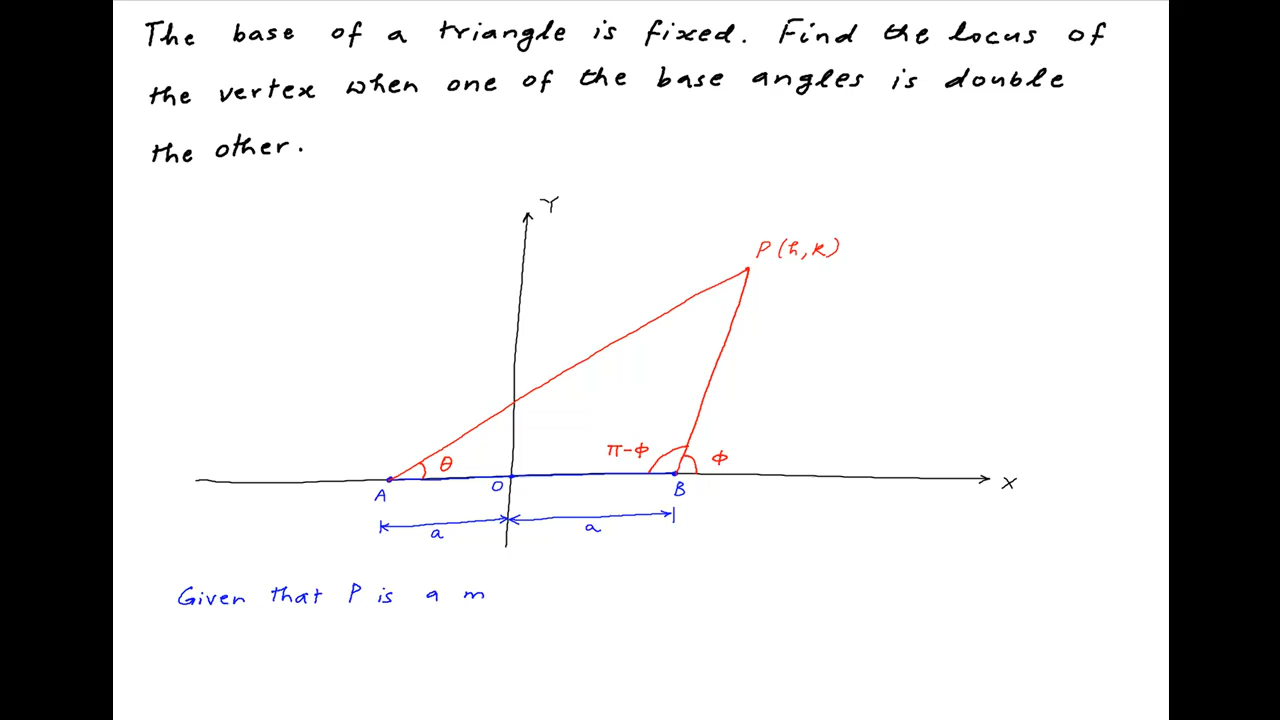 The base of a triangle is fixed. Find the locus of
the vertex when one of the base angles is double
the other.
Y
P(h,k)
π-φ
φ
θ
A
O
B
X
a
a
Given that P is a m